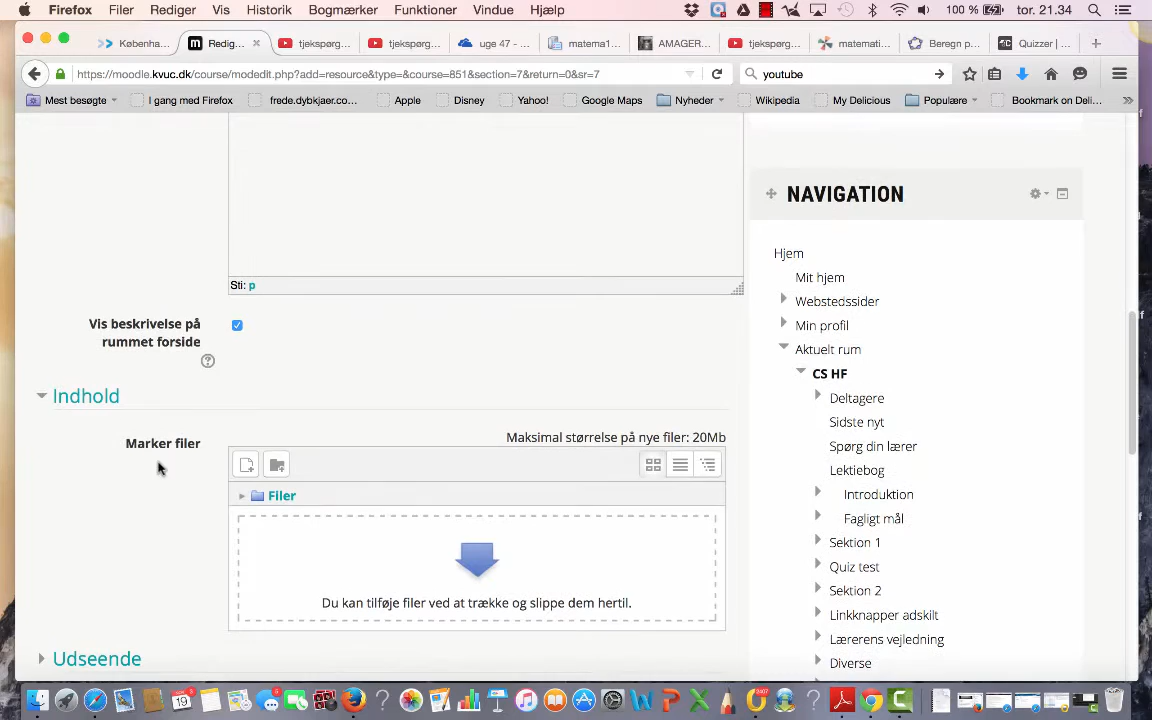 Firefox Filer Rediger Vis Historik Bogmærker Funktioner Vindue Hjælp 100 % tor. 21.34
Københa... Redig... tjekspørg... tjekspørg... uge 47 - ... matema1... AMAGER... tjekspørg... matemati... Beregn p... Quizzer | ...
https://moodle.kvuc.dk/course/modedit.php?add=resource&type=&course=851&section=7&return=0&sr=7 youtube
Mest besøgte I gang med Firefox frede.dybkjaer.co... Apple Disney Yahoo! Google Maps Nyheder Wikipedia My Delicious Populære Bookmark on Deli...
Sti: p
Vis beskrivelse på
rummet forside
Indhold
Marker filer
Maksimal størrelse på nye filer: 20Mb
Filer
Du kan tilføje filer ved at trække og slippe dem hertil.
Udseende
NAVIGATION
Hjem
Mit hjem
Webstedssider
Min profil
Aktuelt rum
CS HF
Deltagere
Sidste nyt
Spørg din lærer
Lektiebog
Introduktion
Fagligt mål
Sektion 1
Quiz test
Sektion 2
Linkknapper adskilt
Lærerens vejledning
Diverse